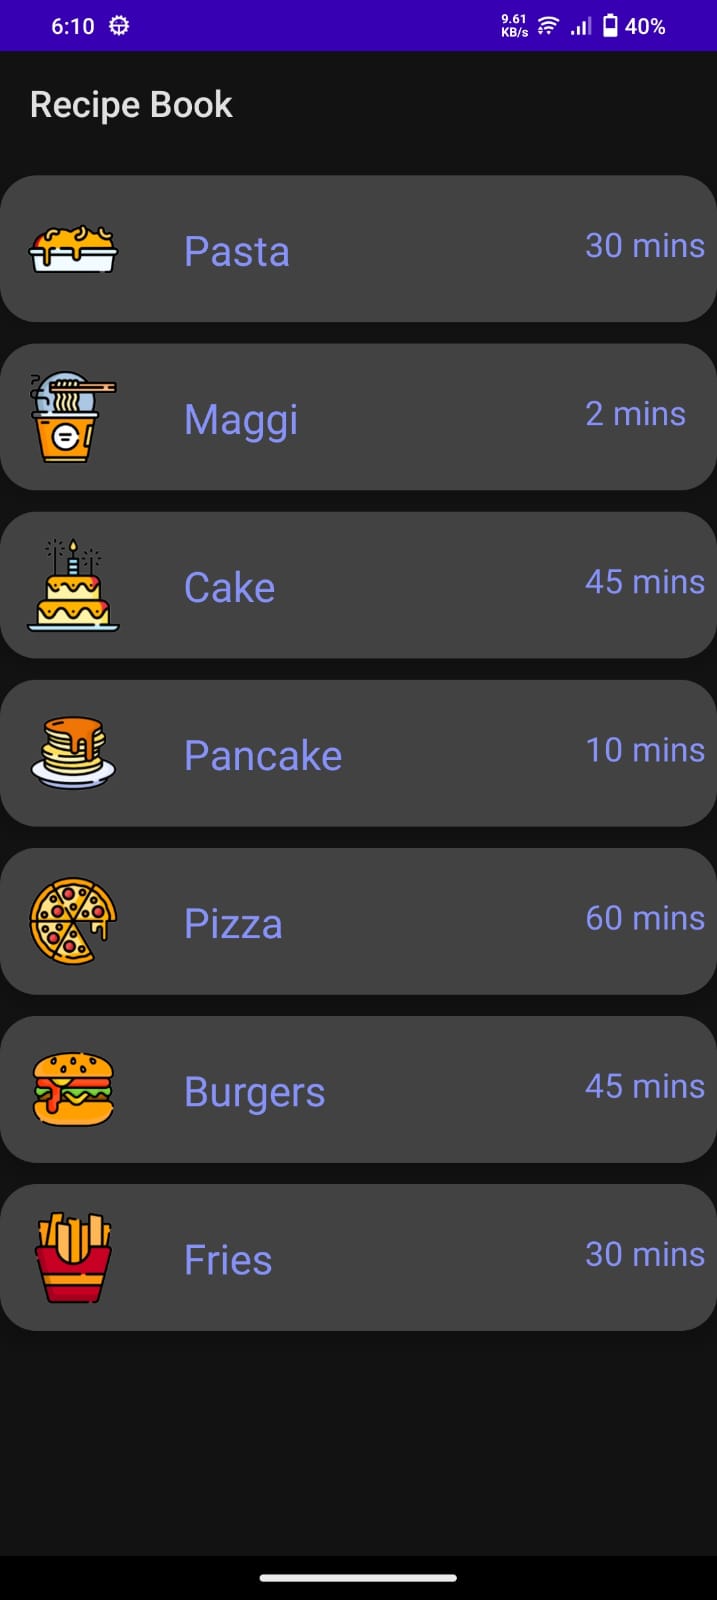 6:10 9.61 KB/s 40%
Recipe Book
Pasta 30 mins
Maggi 2 mins
Cake 45 mins
Pancake 10 mins
Pizza 60 mins
Burgers 45 mins
Fries 30 mins